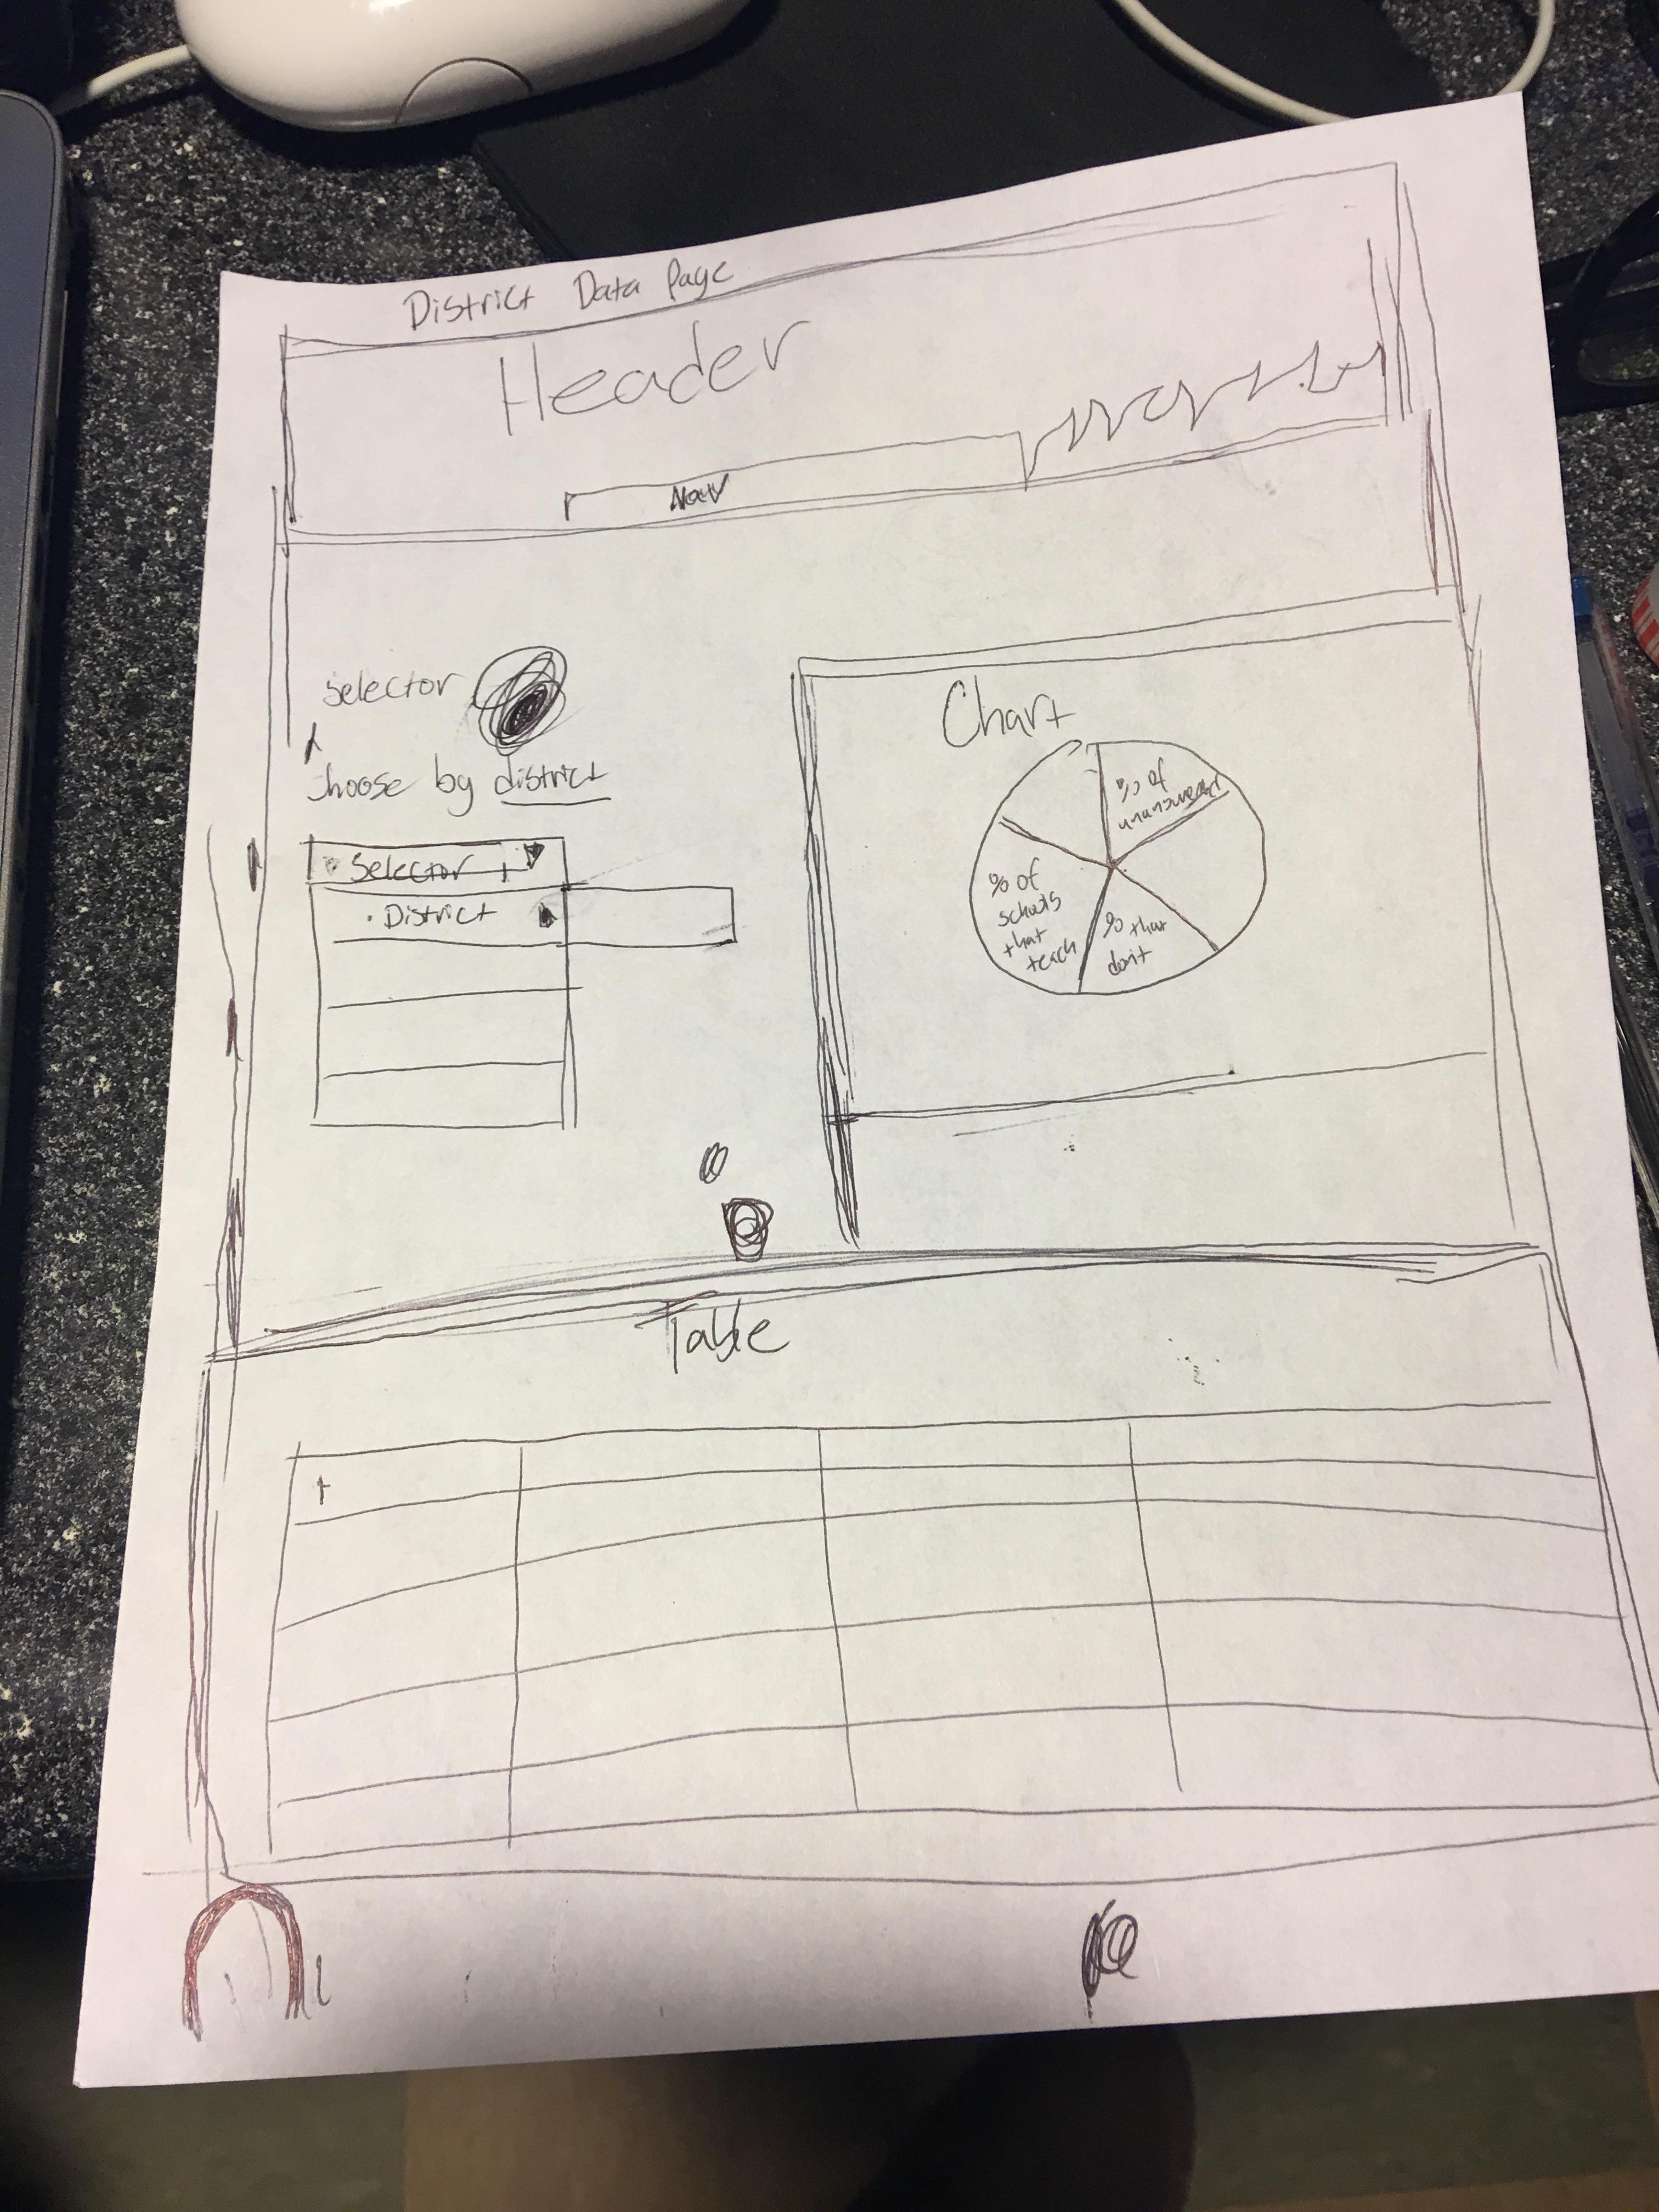 District Data Page
Header
Nav
Selector
choose by district
Selector
District
Chart
% of unanswered
% of
schools
that
teach
% that
don't
Table